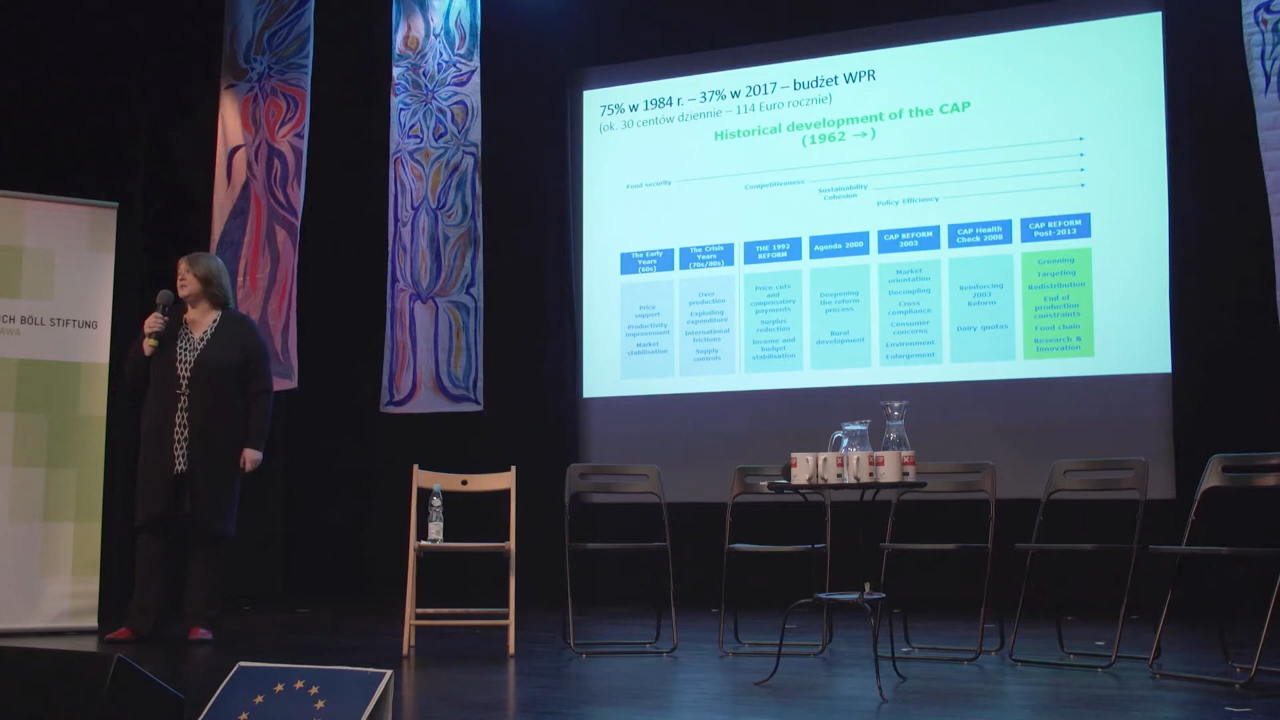 ICH BÖLL STIFTUNG
AWA
75% w 1984 r. – 37% w 2017 – budżet WPR
(ok. 30 centów dziennie – 114 Euro rocznie)
Historical development of the CAP
(1962 →)
Food security
Competitiveness
Sustainability
Cohesion
Policy Efficiency
The Early
Years
(60s)
Price
support
Productivity
improvement
Market
stabilisation
The Crisis
Years
(70s/80s)
Over
production
Exploding
expenditure
International
frictions
Supply
controls
THE 1992
REFORM
Price cuts
and
compensatory
payments
Surplus
reduction
Income and
budget
stabilisation
Agenda 2000
Deepening
the reform
process
Rural
development
CAP REFORM
2003
Market
orientation
Decoupling
Cross
compliance
Consumer
concerns
Environment
Enlargement
CAP Health
Check 2008
Reinforcing
2003
Reform
Dairy quotas
CAP REFORM
Post-2013
Greening
Targeting
Redistribution
End of
production
constraints
Food chain
Research &
Innovation